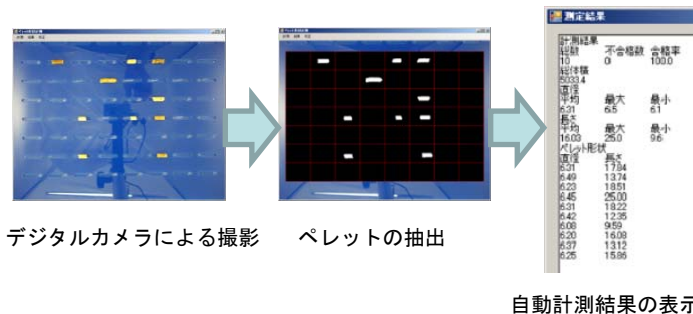 測定結果
計測結果
総数 不合格数 合格率
10 0 100.0
総体積
5033.4
直径
平均 最大 最小
6.31 6.5 6.1
長さ
平均 最大 最小
16.03 25.0 9.6
ペレット形状
直径 長さ
6.31 17.84
6.49 13.74
6.23 18.51
6.45 25.00
6.31 18.22
6.42 12.35
6.08 9.59
6.20 16.08
6.37 13.12
6.25 15.86
デジタルカメラによる撮影 ペレットの抽出
自動計測結果の表示